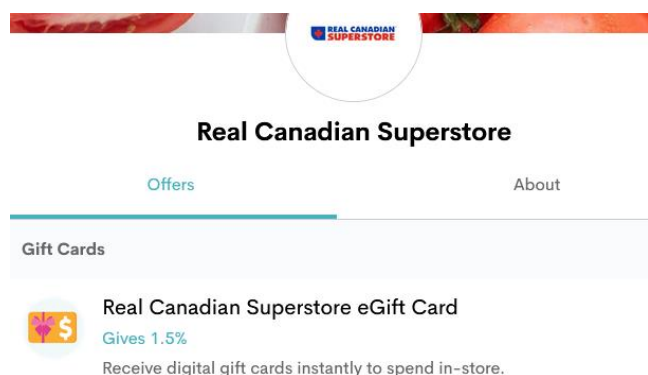 REAL CANADIAN
SUPERSTORE
Real Canadian Superstore
Offers
About
Gift Cards
Real Canadian Superstore eGift Card
Gives 1.5%
Receive digital gift cards instantly to spend in-store.